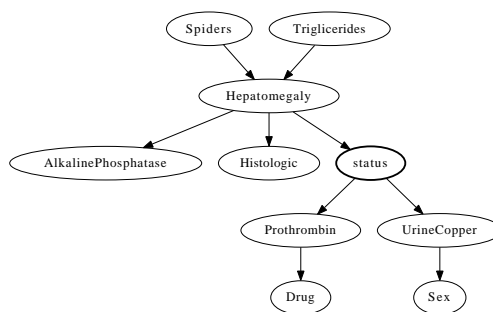 Spiders
Triglicerides
Hepatomegaly
AlkalinePhosphatase
Histologic
status
Prothrombin
UrineCopper
Drug
Sex